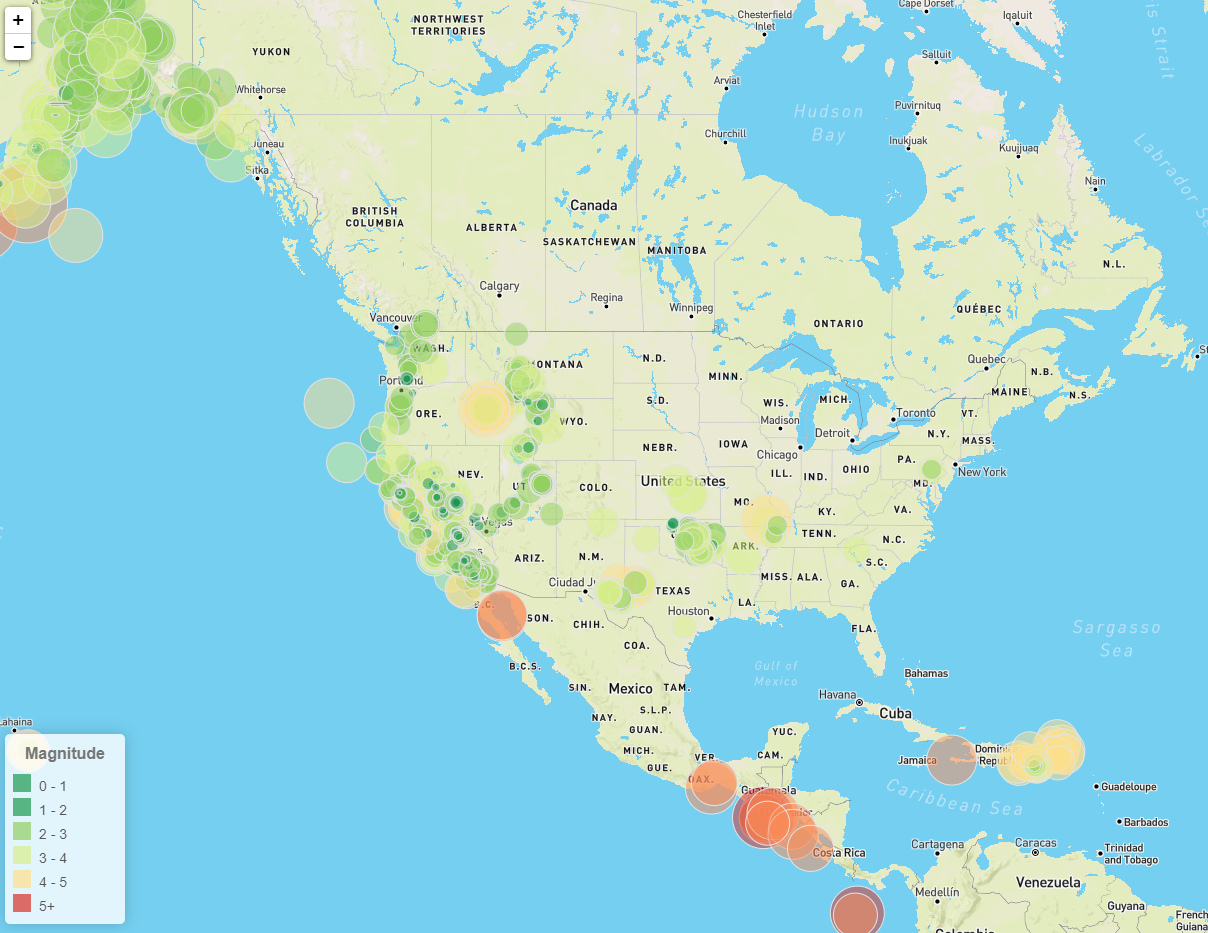 +
−
NORTHWEST
TERRITORIES
YUKON
Whitehorse
Chesterfield
Inlet
Cape Dorset
Iqaluit
Salluit
Arviat
Hudson
Bay
Puvirnituq
Churchill
Inukjuak
Kuujjuaq
Juneau
Sitka
Nain
Canada
BRITISH
COLUMBIA
ALBERTA
SASKATCHEWAN
MANITOBA
N.L.
Calgary
Regina
Winnipeg
QUÉBEC
Vancouver
ONTARIO
WASH.
MONTANA
N.D.
Quebec
MINN.
N.B.
Portland
MAINE
N.S.
S.D.
WIS.
MICH.
ORE.
WYO.
Madison
Toronto
VT.
Detroit
N.Y.
MASS.
NEBR.
IOWA
Chicago
PA.
New York
NEV.
UT
COLO.
United States
ILL.
IND.
OHIO
MD.
MO.
KY.
VA.
Vegas
TENN.
N.C.
ARIZ.
N.M.
ARK.
S.C.
Ciudad Ju
TEXAS
MISS.
ALA.
GA.
B.C.
SON.
CHIH.
Houston
LA.
FLA.
Sargasso
Sea
COA.
B.C.S.
Gulf of
Mexico
Bahamas
SIN.
Mexico
TAM.
Havana
Cuba
NAY.
S.L.P.
Lahaina
GUAN.
YUC.
MICH.
VER.
CAM.
GUE.
OAX.
Jamaica
Domini
Republ
Guatemala
Caribbean Sea
Guadeloupe
Barbados
Costa Rica
Cartagena
Caracas
Trinidad
and Tobago
Medellín
Venezuela
Guyana
French
Guiana
Colombia
Magnitude
0 - 1
1 - 2
2 - 3
3 - 4
4 - 5
5+